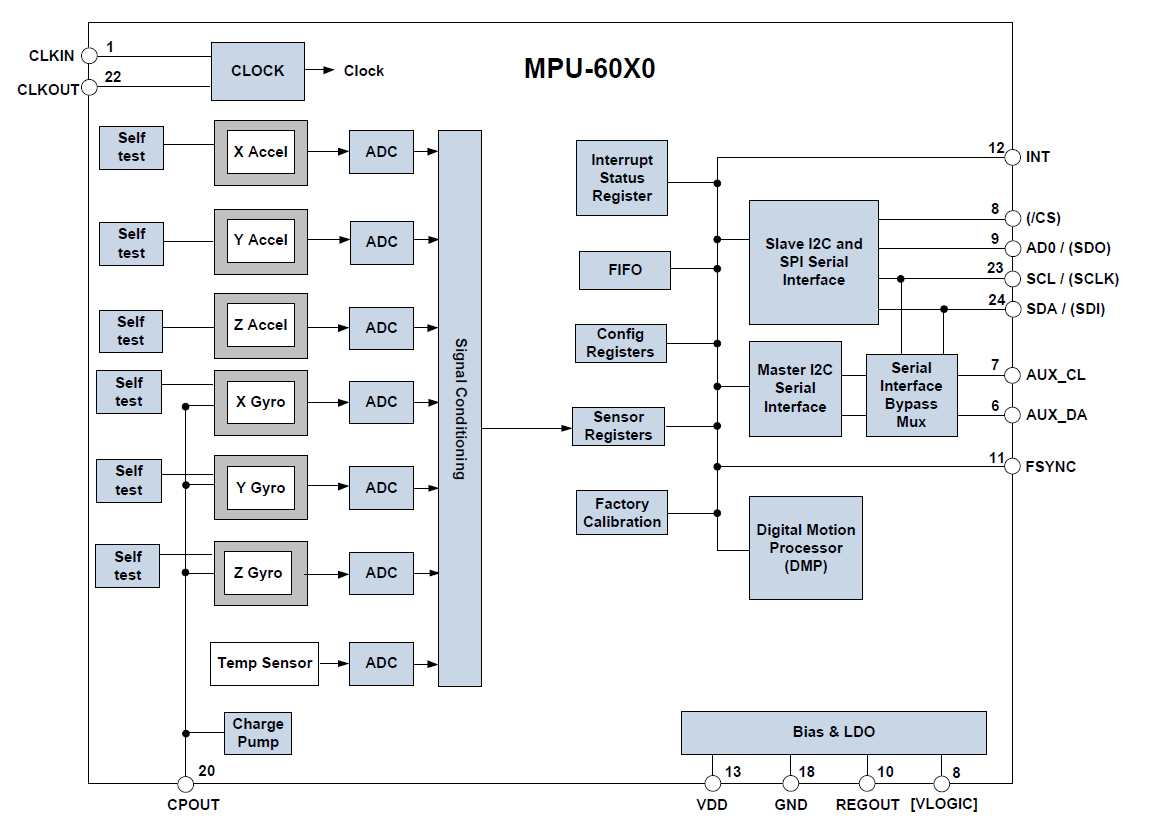 MPU-60X0
CLKIN
1
CLKOUT
22
CLOCK
Clock
Self
test
X Accel
ADC
Self
test
Y Accel
ADC
Self
test
Z Accel
ADC
Self
test
X Gyro
ADC
Self
test
Y Gyro
ADC
Self
test
Z Gyro
ADC
Temp Sensor
ADC
Charge
Pump
20
CPOUT
Signal Conditioning
Interrupt
Status
Register
FIFO
Config
Registers
Sensor
Registers
Factory
Calibration
Slave I2C and
SPI Serial
Interface
Master I2C
Serial
Interface
Serial
Interface
Bypass
Mux
Digital Motion
Processor
(DMP)
12
INT
8
(/CS)
9
AD0 / (SDO)
23
SCL / (SCLK)
24
SDA / (SDI)
7
AUX_CL
6
AUX_DA
11
FSYNC
Bias & LDO
13
VDD
18
GND
10
REGOUT
8
[VLOGIC]